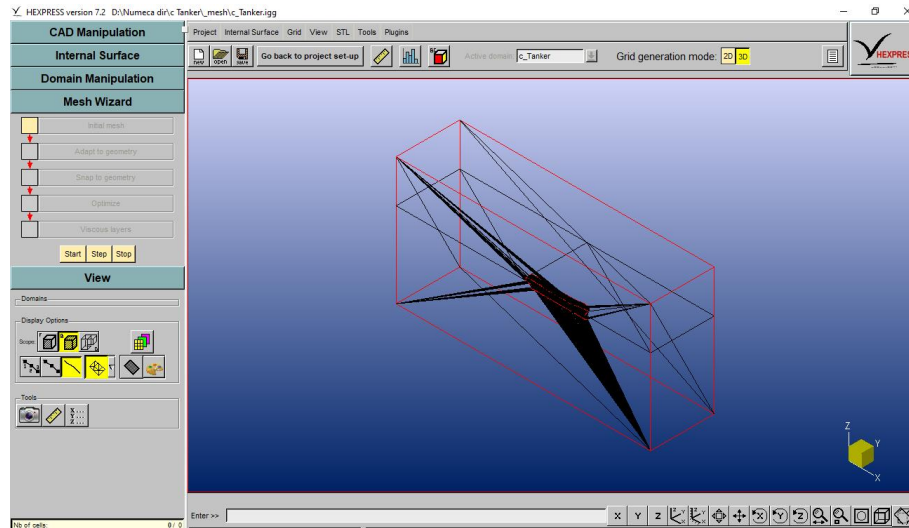 HEXPRESS version 7.2 D:\Numeca dir\c Tanker\_mesh\c_Tanker.igg
CAD Manipulation
Internal Surface
Domain Manipulation
Mesh Wizard
Initial mesh
Adapt to geometry
Snap to geometry
Optimize
Viscous layers
Start Step Stop
View
Domains
Display Options
Scope:
Tools
X Y Z
Nb of cells: 0 / 0
Project Internal Surface Grid View STL Tools Plugins
new open save Go back to project set-up Active domain: c_Tanker Grid generation mode: 2D 3D
HEXPRES
Z
Y
X
Enter >> X Y Z